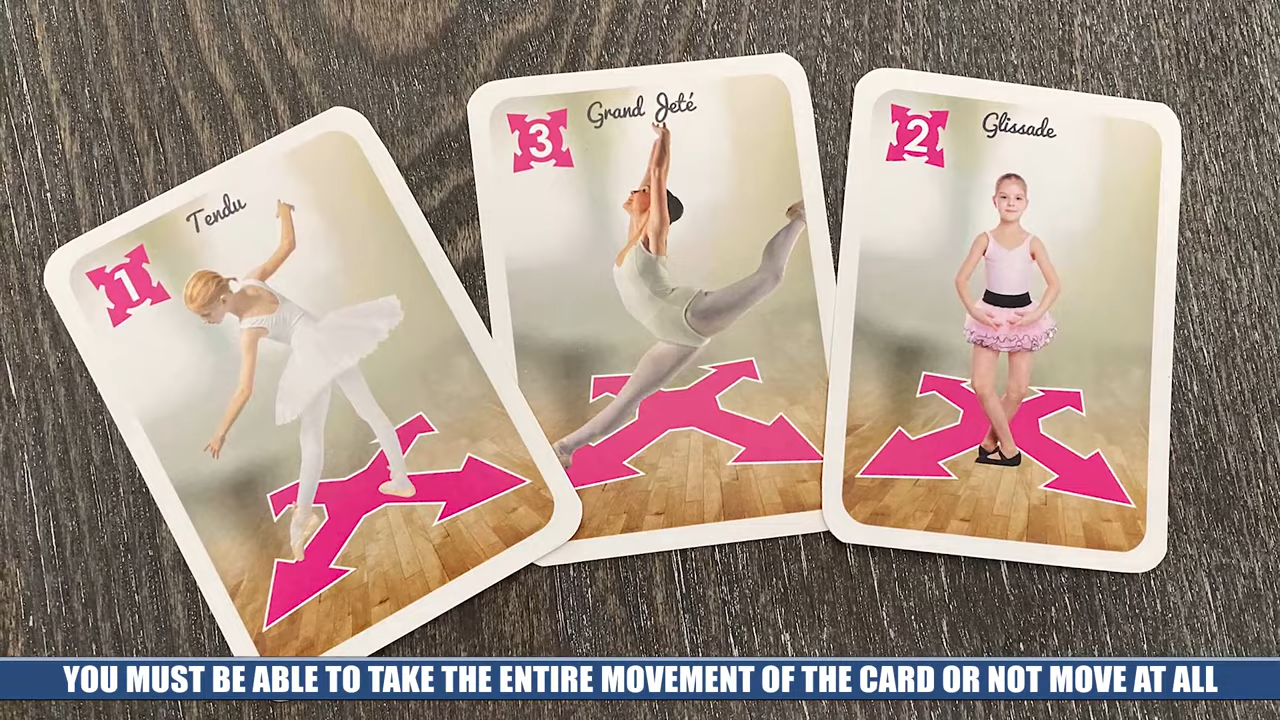 1
Tendu
3
Grand Jeté
2
Glissade
YOU MUST BE ABLE TO TAKE THE ENTIRE MOVEMENT OF THE CARD OR NOT MOVE AT ALL